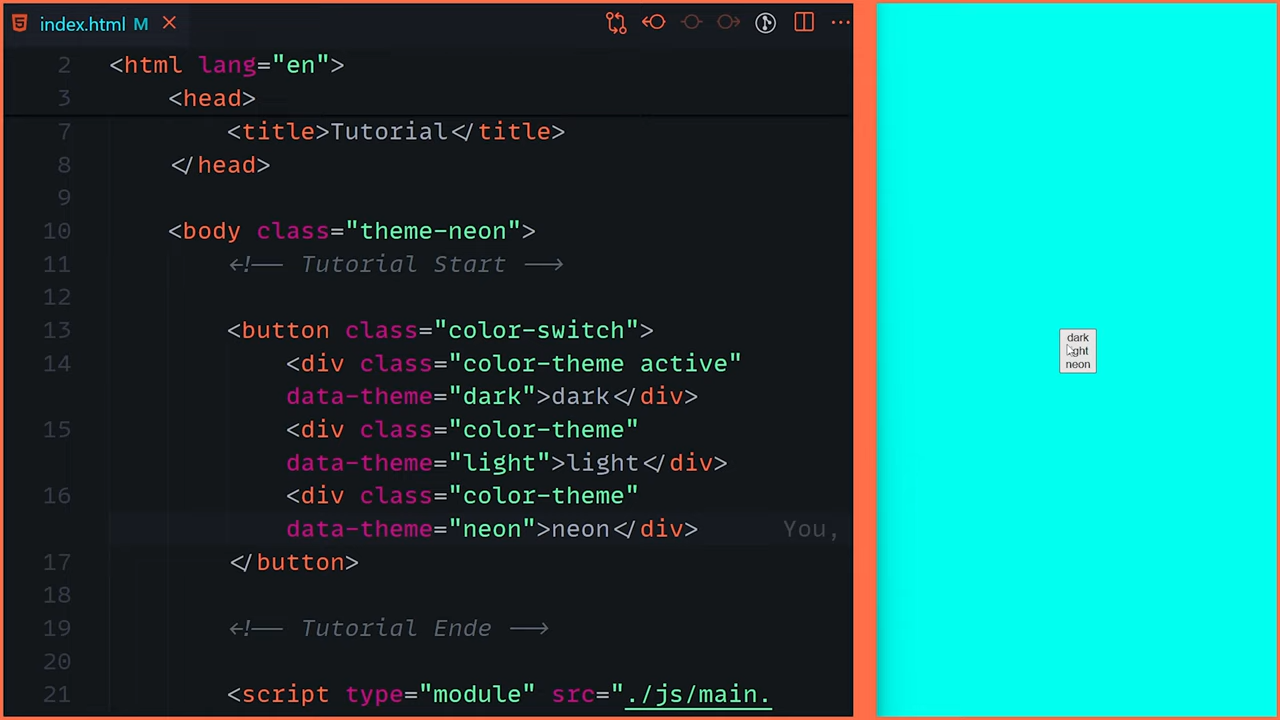 index.html M
2 <html lang="en">
3 <head>
7 <title>Tutorial</title>
8 </head>
9
10 <body class="theme-neon">
11 <!-- Tutorial Start -->
12
13 <button class="color-switch">
14 <div class="color-theme active"
data-theme="dark">dark</div>
15 <div class="color-theme"
data-theme="light">light</div>
16 <div class="color-theme"
data-theme="neon">neon</div> You,
17 </button>
18
19 <!-- Tutorial Ende -->
20
21 <script type="module" src="./js/main.
dark
neon